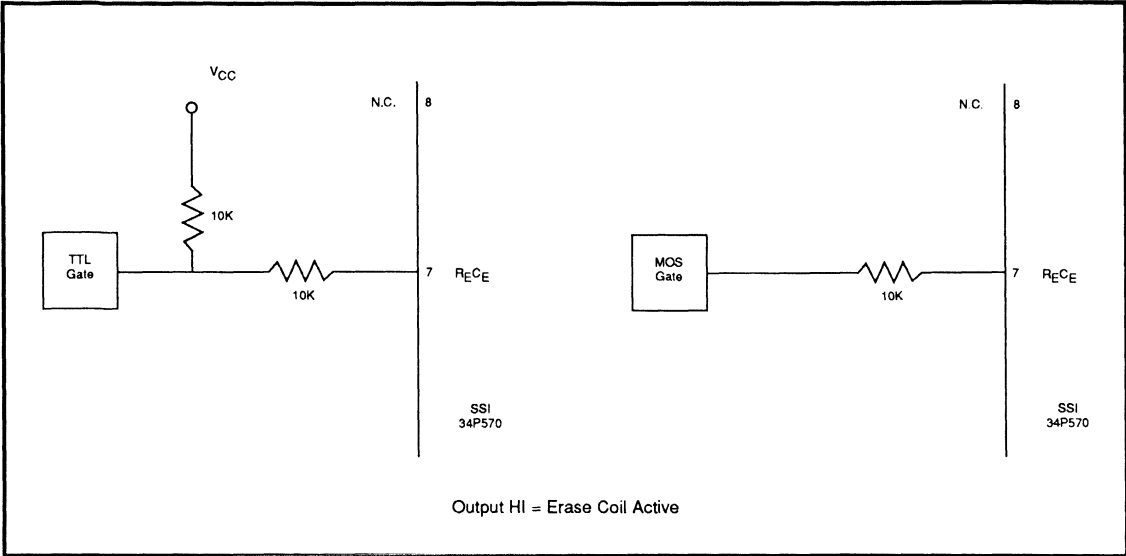 VCC
N.C. 8
10K
TTL
Gate
7 RECE
10K
SSI
34P570
N.C. 8
MOS
Gate
7 RECE
10K
SSI
34P570
Output HI = Erase Coil Active